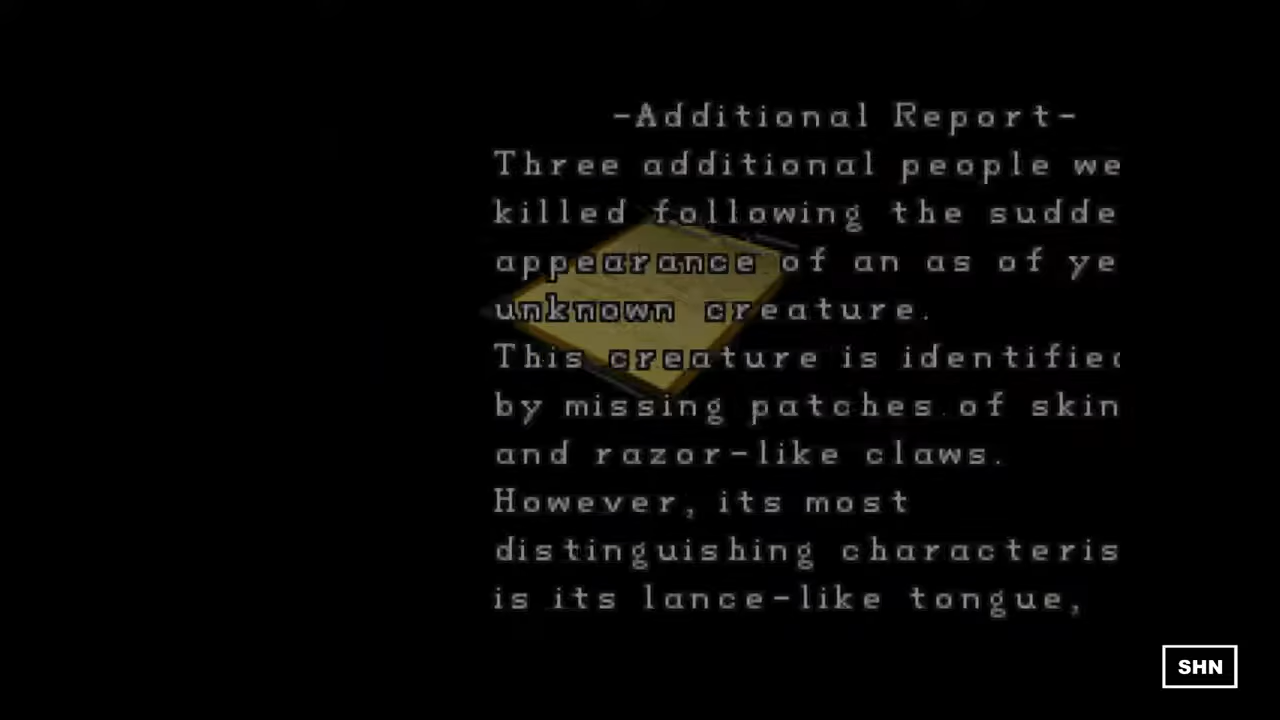 -Additional Report-
Three additional people we
killed following the sudde
appearance of an as of ye
unknown creature.
This creature is identified
by missing patches of skin
and razor-like claws.
However, its most
distinguishing characteris
is its lance-like tongue,
SHN